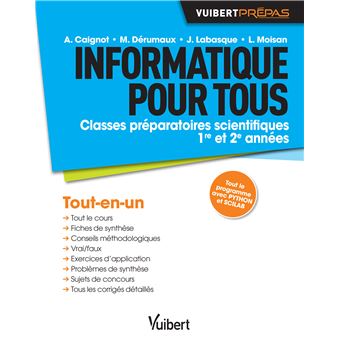 VUIBERT PRÉPAS
A. Caignot • M. Dérumaux • J. Labasque • L. Moisan
INFORMATIQUE
POUR TOUS
Classes préparatoires scientifiques
1re et 2e années
Tout le
programme
avec PYTHON et
SCILAB
Tout-en-un
→ Tout le cours
→ Fiches de synthèse
→ Conseils méthodologiques
→ Vrai/faux
→ Exercices d'application
→ Problèmes de synthèse
→ Sujets de concours
→ Tous les corrigés détaillés
Vuibert